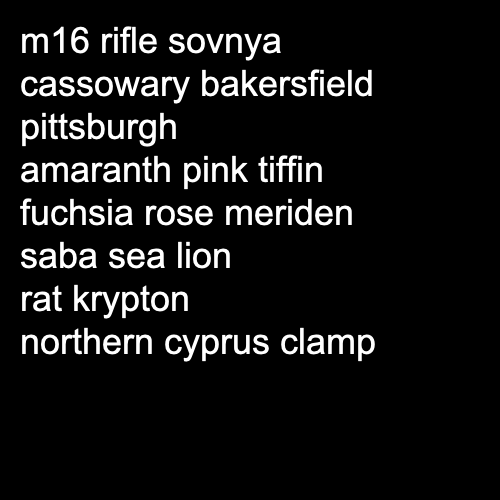 m16 rifle sovnya
cassowary bakersfield
pittsburgh
amaranth pink tiffin
fuchsia rose meriden
saba sea lion
rat krypton
northern cyprus clamp